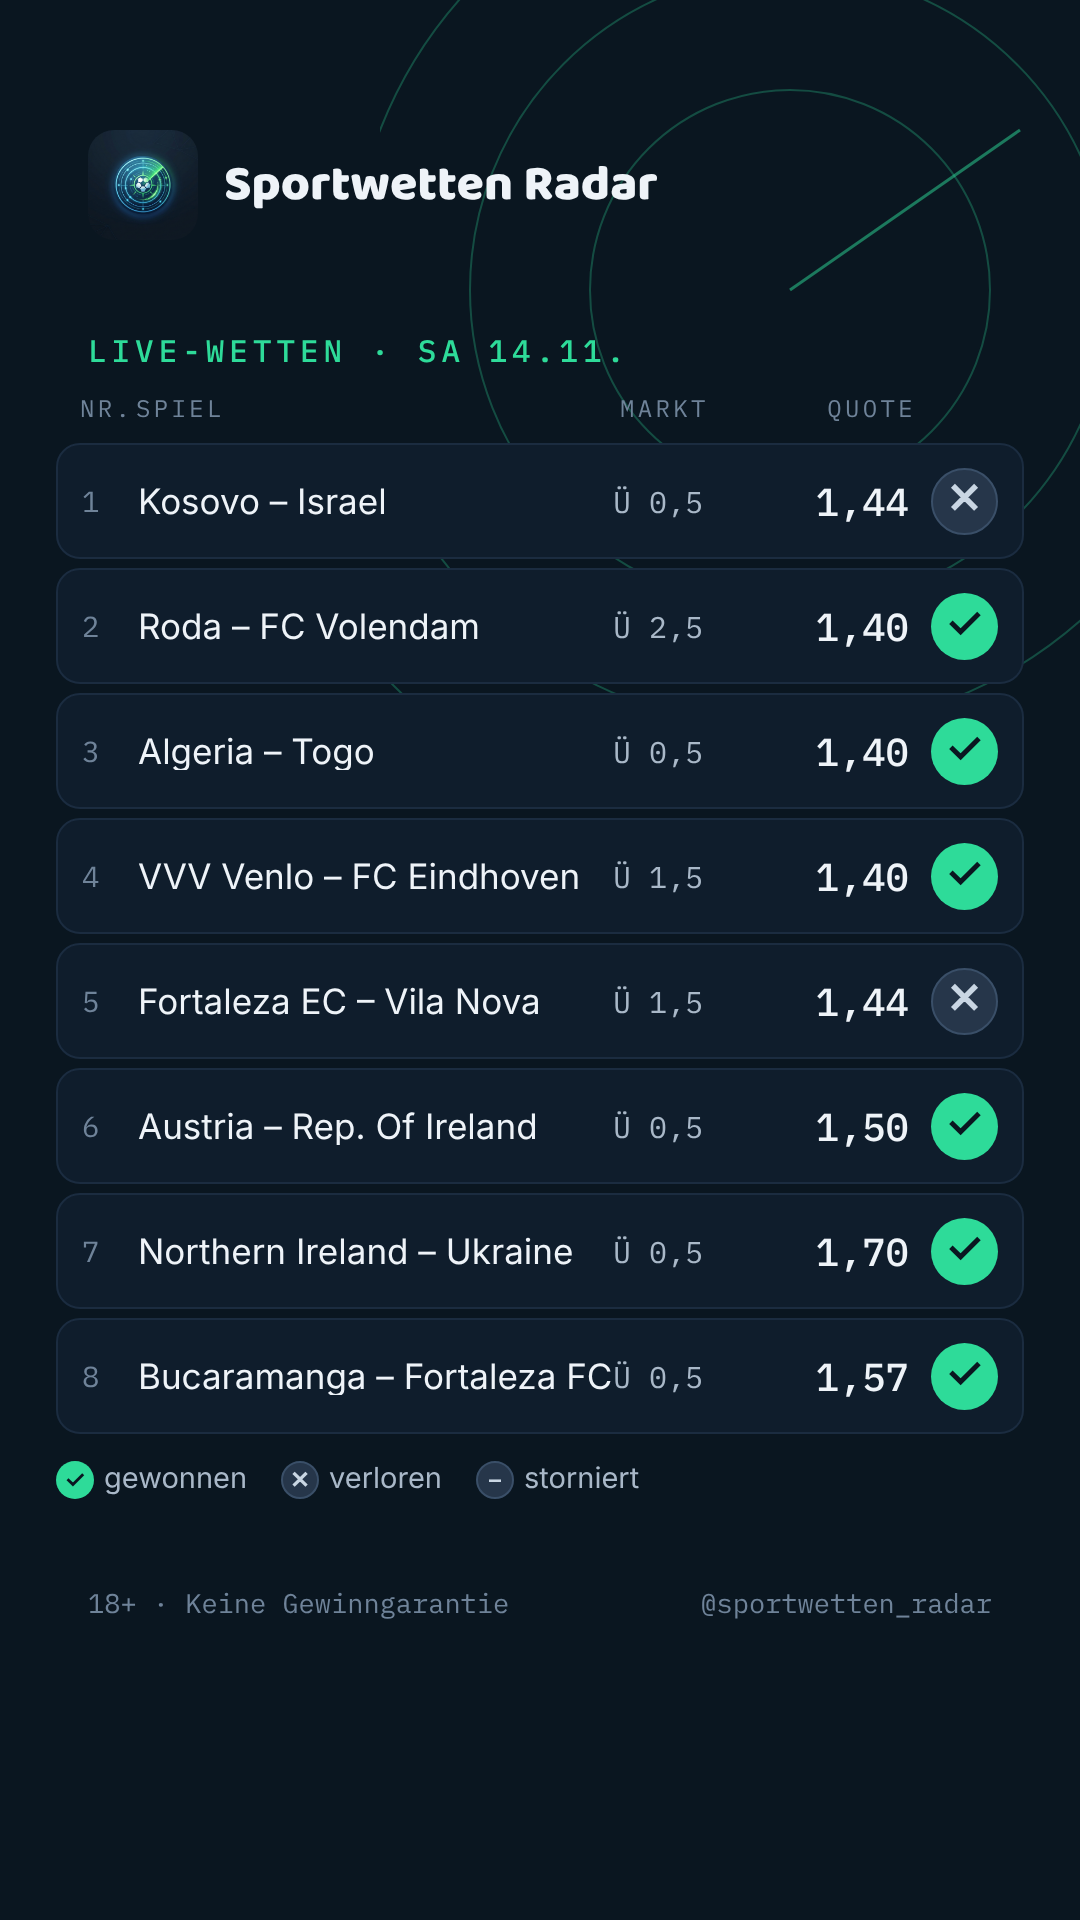 Sportwetten Radar
LIVE-WETTEN · SA 14.11.
NR. SPIEL MARKT QUOTE
1 Kosovo – Israel Ü 0,5 1,44 ✕
2 Roda – FC Volendam Ü 2,5 1,40 ✓
3 Algeria – Togo Ü 0,5 1,40 ✓
4 VVV Venlo – FC Eindhoven Ü 1,5 1,40 ✓
5 Fortaleza EC – Vila Nova Ü 1,5 1,44 ✕
6 Austria – Rep. Of Ireland Ü 0,5 1,50 ✓
7 Northern Ireland – Ukraine Ü 0,5 1,70 ✓
8 Bucaramanga – Fortaleza FC Ü 0,5 1,57 ✓
✓ gewonnen ✕ verloren – storniert
18+ · Keine Gewinngarantie @sportwetten_radar